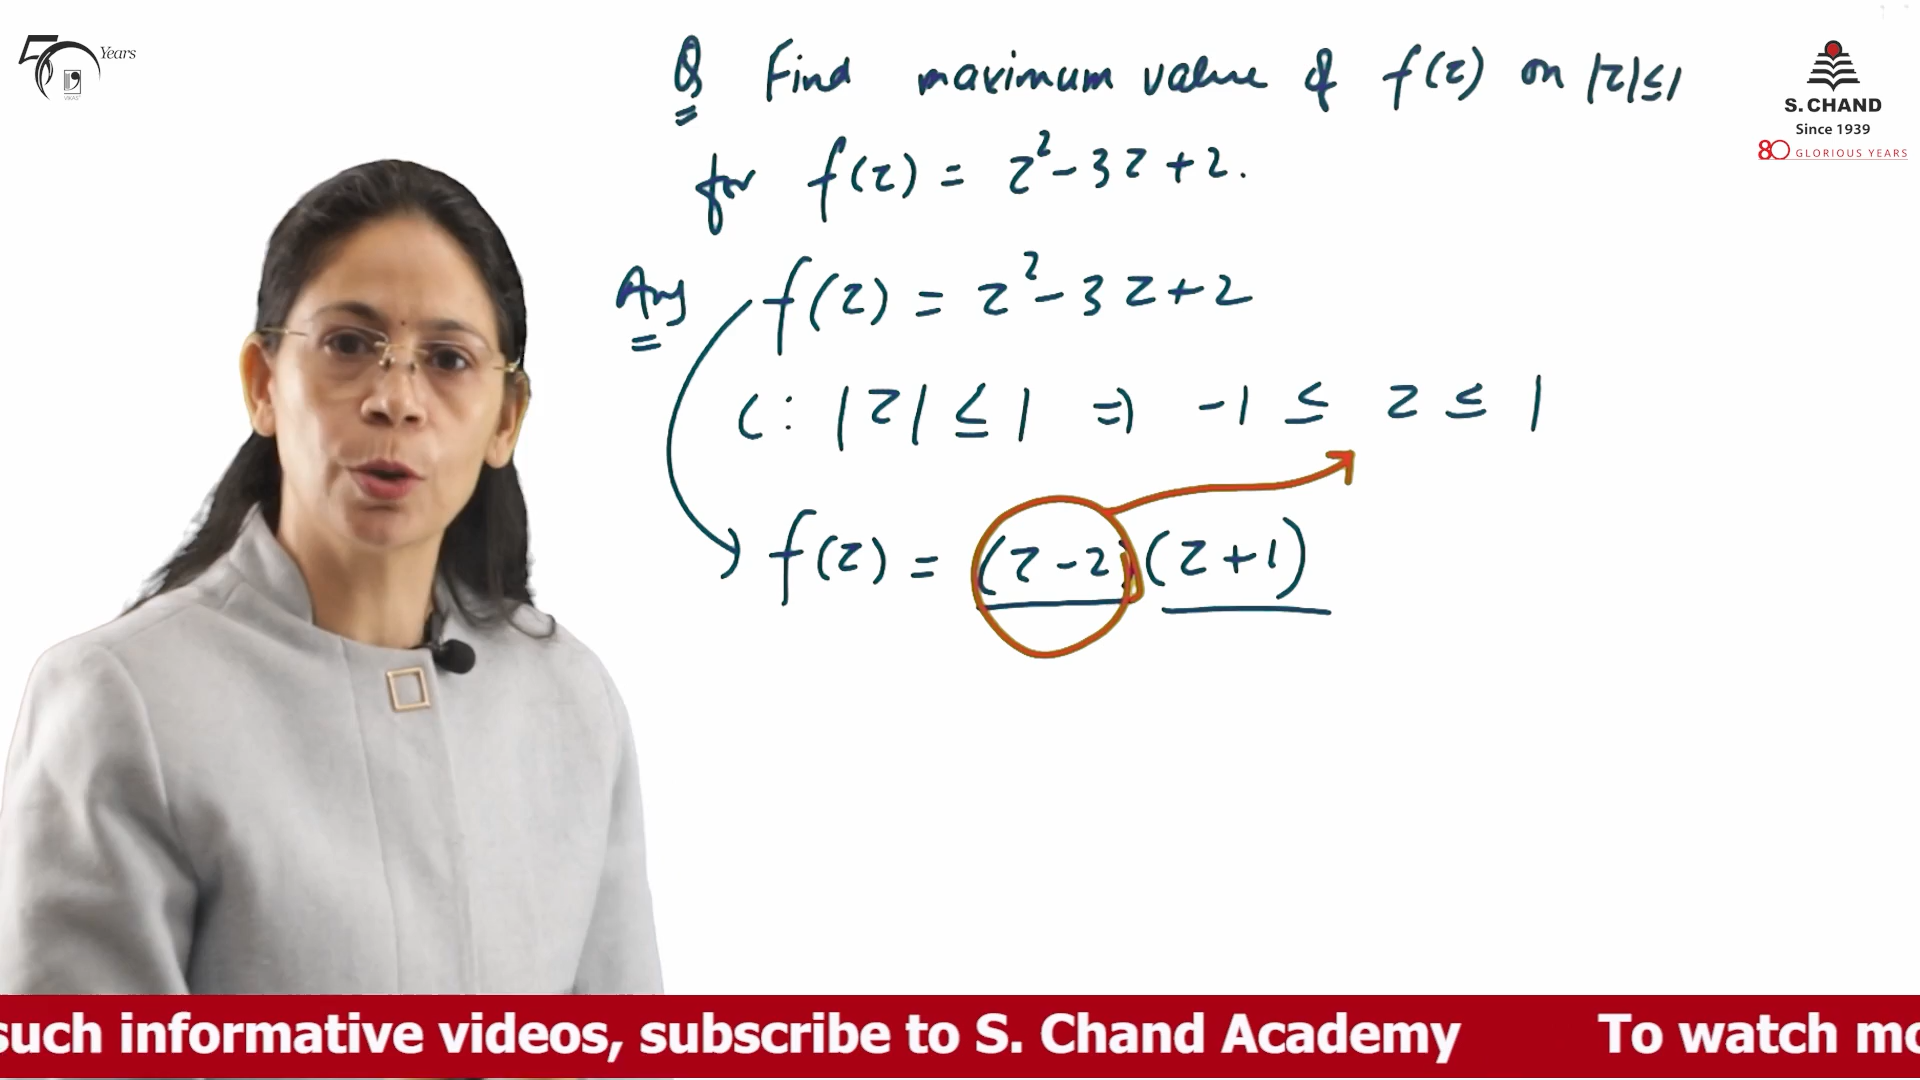 50 Years
VIKAS
Q Find maximum value of f(z) on |z|≤1
for f(z) = z²-3z+2.
Ans f(z) = z²-3z+2
C: |z| ≤ 1 ⇒ -1 ≤ z ≤ 1
f(z) = (z-2)(z+1)
S. CHAND
Since 1939
80 GLORIOUS YEARS
such informative videos, subscribe to S. Chand Academy To watch mo